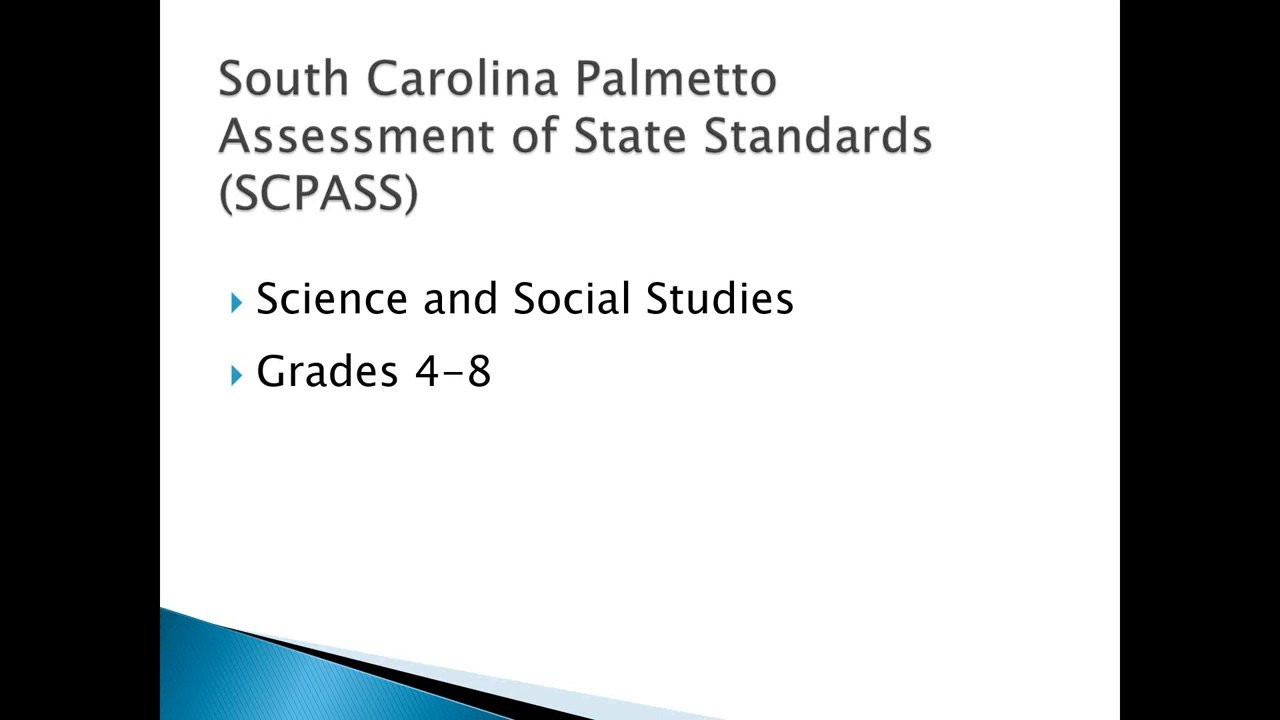 South Carolina Palmetto
Assessment of State Standards
(SCPASS)
Science and Social Studies
Grades 4-8